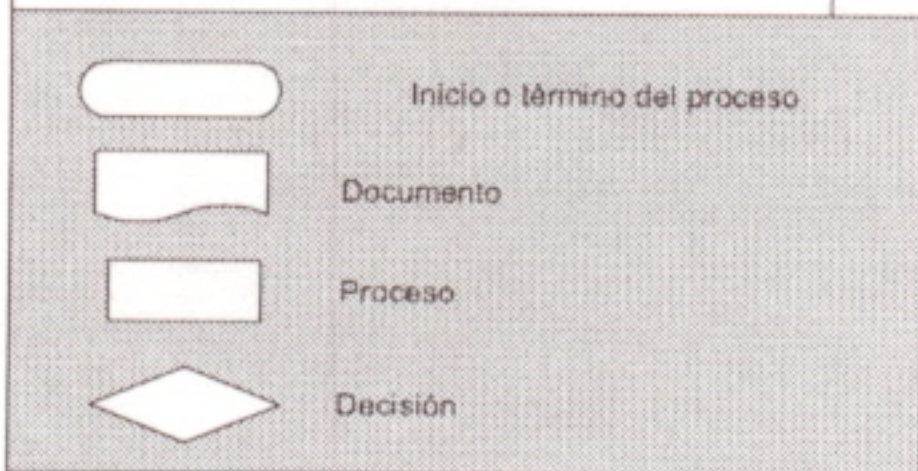 Inicio o término del proceso
Documento
Proceso
Decisión